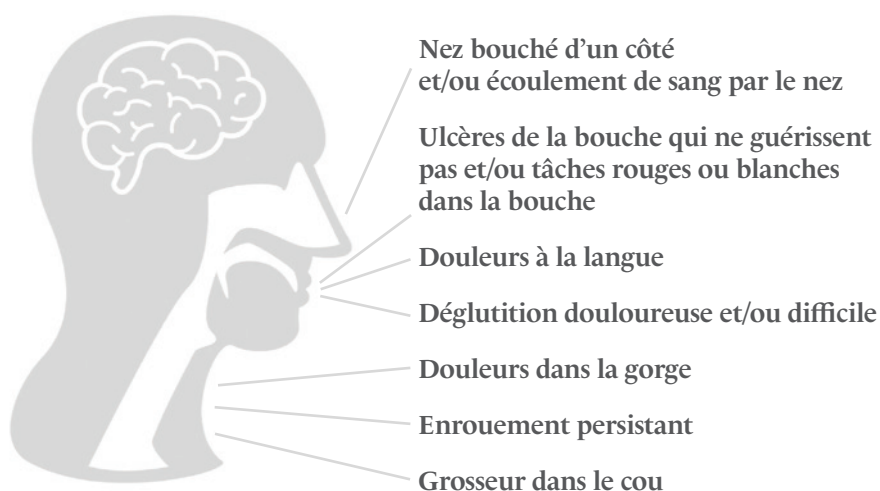 Nez bouché d’un côté
et/ou écoulement de sang par le nez
Ulcères de la bouche qui ne guérissent
pas et/ou tâches rouges ou blanches
dans la bouche
Douleurs à la langue
Déglutition douloureuse et/ou difficile
Douleurs dans la gorge
Enrouement persistant
Grosseur dans le cou